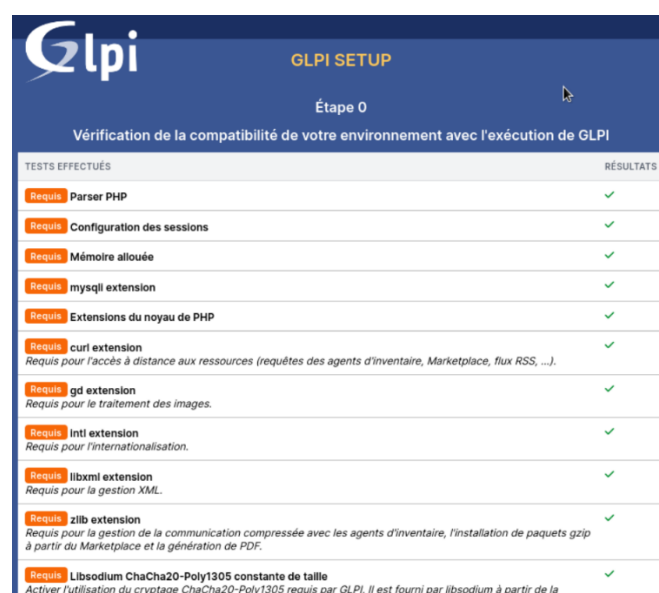 Glpi
GLPI SETUP
Étape 0
Vérification de la compatibilité de votre environnement avec l'exécution de GLPI
TESTS EFFECTUÉS RÉSULTATS
Requis Parser PHP
Requis Configuration des sessions
Requis Mémoire allouée
Requis mysqli extension
Requis Extensions du noyau de PHP
Requis curl extension
Requis pour l'accès à distance aux ressources (requêtes des agents d'inventaire, Marketplace, flux RSS, ...).
Requis gd extension
Requis pour le traitement des images.
Requis intl extension
Requis pour l'internationalisation.
Requis libxml extension
Requis pour la gestion XML.
Requis zlib extension
Requis pour la gestion de la communication compressée avec les agents d'inventaire, l'installation de paquets gzip
à partir du Marketplace et la génération de PDF.
Requis Libsodium ChaCha20-Poly1305 constante de taille
Activer l'utilisation du cryptage ChaCha20-Poly1305 requis par GLPI. Il est fourni par libsodium à partir de la